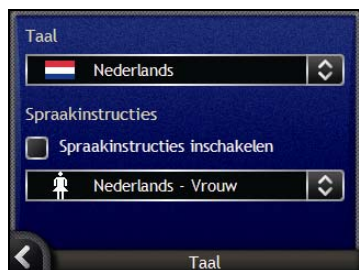 Taal
Nederlands
Spraakinstructies
Spraakinstructies inschakelen
Nederlands - Vrouw
Taal